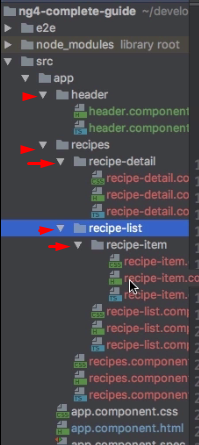 ng4-complete-guide ~/develo
e2e
node_modules library root
src
app
header
header.component
header.component
recipes
recipe-detail
recipe-detail.co
recipe-detail.co
recipe-detail.co
recipe-list
recipe-item
recipe-item.
recipe-item.co
recipe-item.
recipe-list.comp
recipe-list.comp
recipe-list.comp
recipes.componen
recipes.componen
recipes.componen
app.component.css
app.component.html